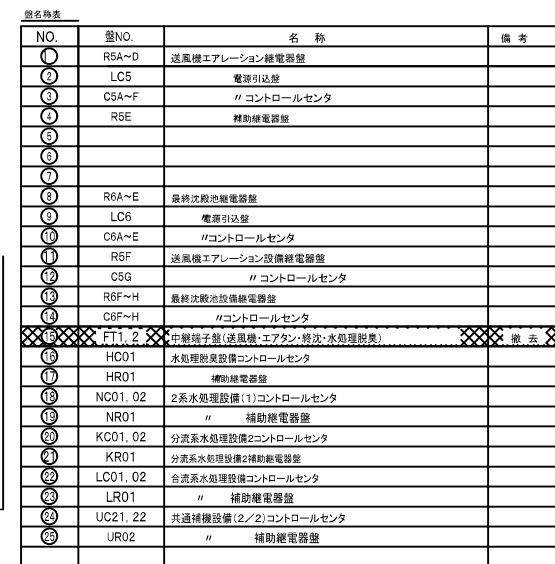 盤名称表
NO. 盤NO. 名 称 備 考
① R5A~D 送風機エアレーション継電器盤
② LC5 電源引込盤
③ C5A~F 〃コントロールセンタ
④ R5E 補助継電器盤
⑤
⑥
⑦
⑧ R6A~E 最終沈殿池継電器盤
⑨ LC6 電源引込盤
⑩ C6A~E 〃コントロールセンタ
⑪ R5F 送風機エアレーション設備継電器盤
⑫ C5G 〃コントロールセンタ
⑬ R6F~H 最終沈殿池設備継電器盤
⑭ C6F~H 〃コントロールセンタ
⑮ FT1, 2 中継端子盤(送風機・エアタン・終沈・水処理脱臭) 撤 去
⑯ HC01 水処理脱臭設備コントロールセンタ
⑰ HR01 補助継電器盤
⑱ NC01, 02 2系水処理設備(1)コントロールセンタ
⑲ NR01 〃 補助継電器盤
⑳ KC01, 02 分流系水処理設備2コントロールセンタ
㉑ KR01 分流系水処理設備2補助継電器盤
㉒ LC01, 02 合流系水処理設備コントロールセンタ
㉓ LR01 〃 補助継電器盤
㉔ UC21, 22 共通補機設備(2/2)コントロールセンタ
㉕ UR02 〃 補助継電器盤